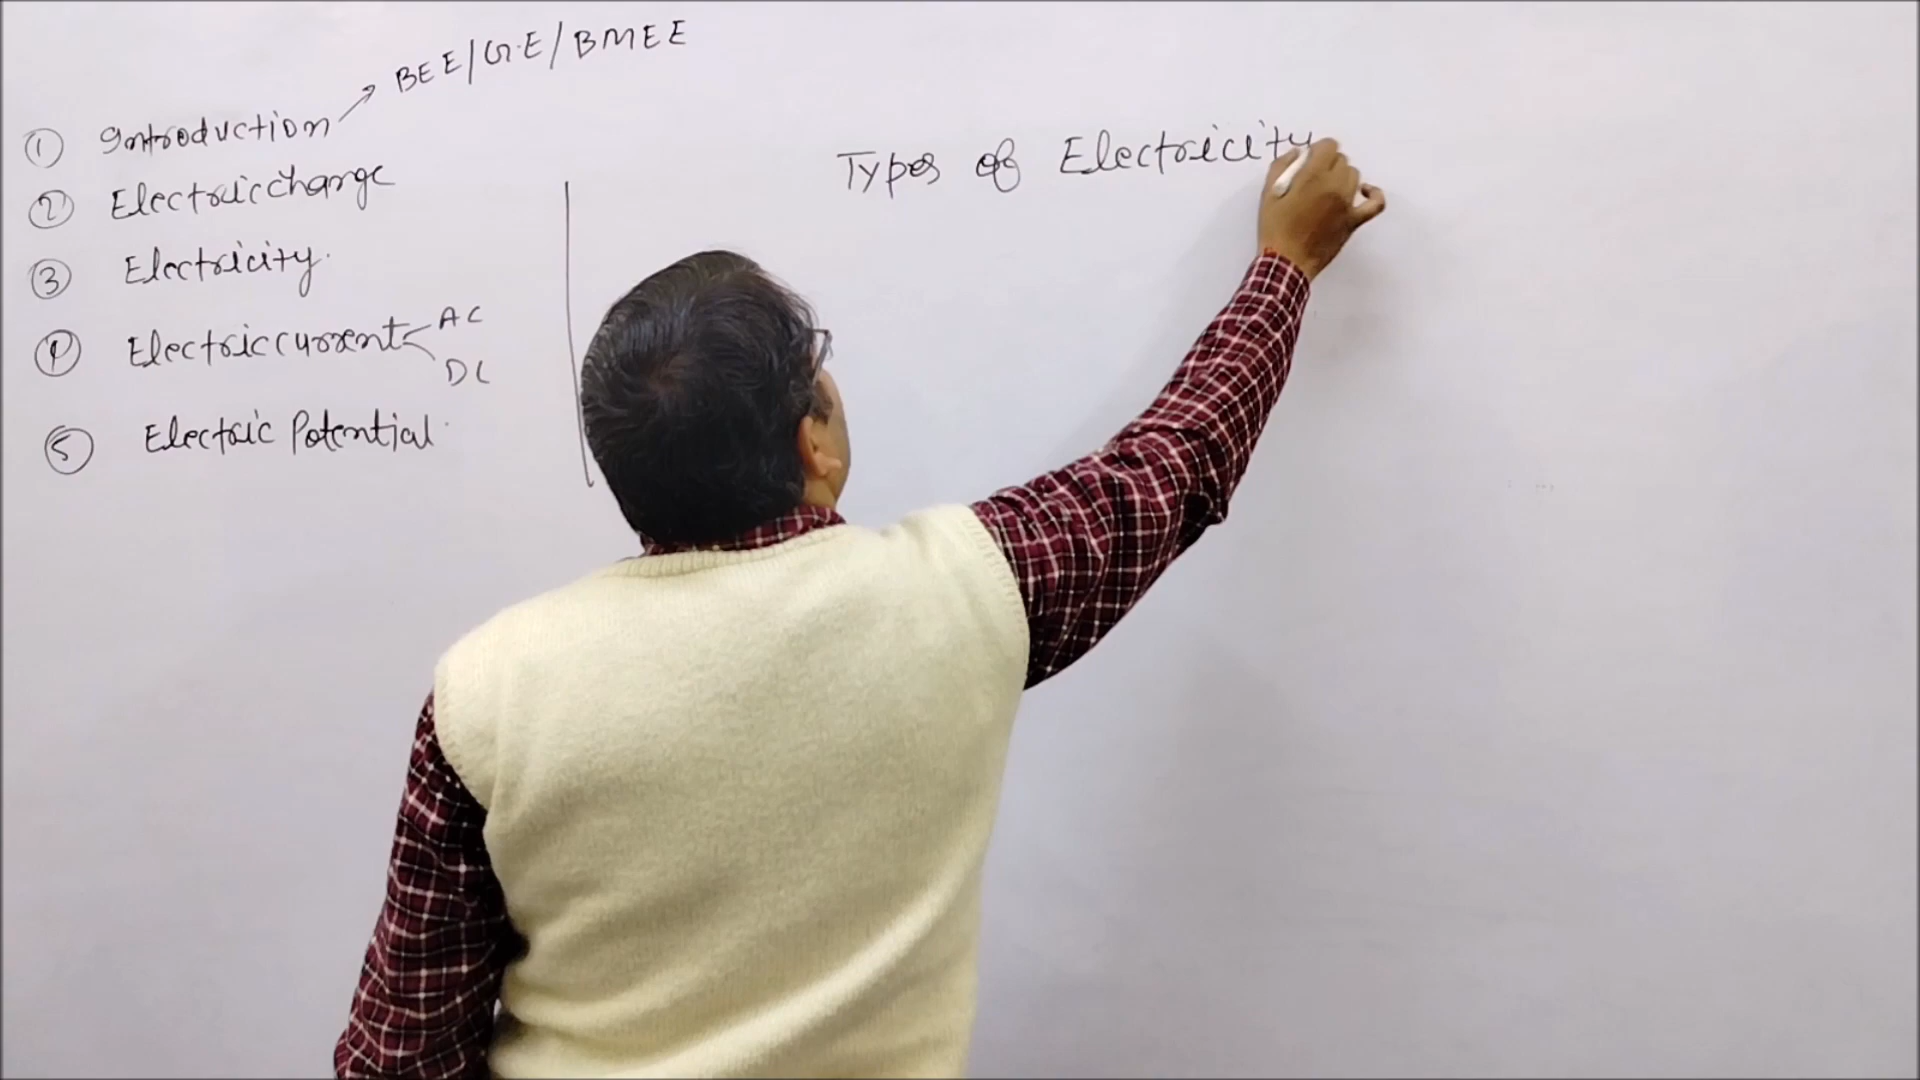 BEE/G.E/BMEE
① Introduction
② Electric charge
③ Electricity.
④ Electric current AC
DC
⑤ Electric Potential.
Types of Electricity